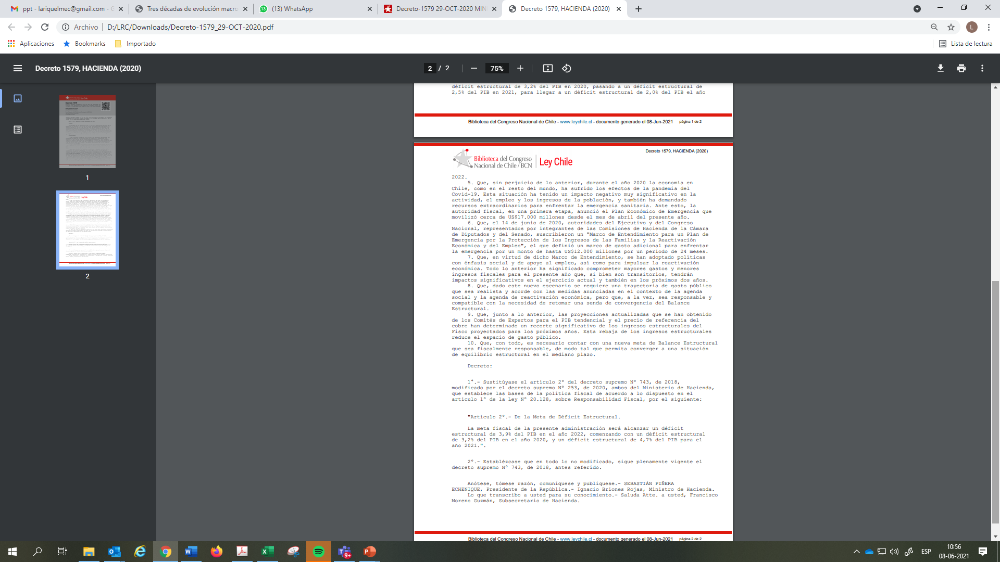 ppt - lariquelmec@gmail.com - G
Tres décadas de evolución macro
13
(13) WhatsApp
Decreto-1579 29-OCT-2020 MIN
Decreto 1579, HACIENDA (2020)
Archivo
D:/LRC/Downloads/Decreto-1579_29-OCT-2020.pdf
L
Aplicaciones
Bookmarks
Importado
Lista de lectura
Decreto 1579, HACIENDA (2020)
2 / 2
75%
1
2
déficit estructural de 3,2% del PIB en 2020, pasando a un déficit estructural de
2,5% del PIB en 2021, para llegar a un déficit estructural de 2,0% del PIB el año
Biblioteca del Congreso Nacional de Chile - www.leychile.cl - documento generado el 08-Jun-2021 página 1 de 2
Decreto 1579, HACIENDA (2020)
Biblioteca del Congreso
Nacional de Chile / BCN
Ley Chile
2022.
5. Que, sin perjuicio de lo anterior, durante el año 2020 la economía en
Chile, como en el resto del mundo, ha sufrido los efectos de la pandemia del
Covid-19. Esta situación ha tenido un impacto negativo muy significativo en la
actividad, el empleo y los ingresos de la población, y también ha demandado
recursos extraordinarios para enfrentar la emergencia sanitaria. Ante esto, la
autoridad fiscal, en una primera etapa, anunció el Plan Económico de Emergencia que
movilizó cerca de US$17.000 millones desde el mes de abril del presente año.
6. Que, el 14 de junio de 2020, autoridades del Ejecutivo y del Congreso
Nacional, representados por integrantes de las Comisiones de Hacienda de la Cámara
de Diputados y del Senado, suscribieron un "Marco de Entendimiento para un Plan de
Emergencia por la Protección de los Ingresos de las Familias y la Reactivación
Económica y del Empleo", el que definió un marco de gasto adicional para enfrentar
la emergencia por un monto de hasta US$12.000 millones por un período de 24 meses.
7. Que, en virtud de dicho Marco de Entendimiento, se han adoptado políticas
con énfasis social y de apoyo al empleo, así como para impulsar la reactivación
económica. Todo lo anterior ha significado comprometer mayores gastos y menores
ingresos fiscales para el presente año que, si bien son transitorios, tendrán
impactos significativos en el ejercicio actual y también en los próximos dos años.
8. Que, dado este nuevo escenario se requiere una trayectoria de gasto público
que sea realista y acorde con las medidas anunciadas en el contexto de la agenda
social y la agenda de reactivación económica, pero que, a la vez, sea responsable y
compatible con la necesidad de retomar una senda de convergencia del Balance
Estructural.
9. Que, junto a lo anterior, las proyecciones actualizadas que se han obtenido
de los Comités de Expertos para el PIB tendencial y el precio de referencia del
cobre han determinado un recorte significativo de los ingresos estructurales del
Fisco proyectados para los próximos años. Esta rebaja de los ingresos estructurales
reduce el espacio de gasto público.
10. Que, con todo, es necesario contar con una nueva meta de Balance Estructural
que sea fiscalmente responsable, de modo tal que permita converger a una situación
de equilibrio estructural en el mediano plazo.
Decreto:
1°.- Sustitúyase el artículo 2º del decreto supremo Nº 743, de 2018,
modificado por el decreto supremo Nº 253, de 2020, ambos del Ministerio de Hacienda,
que establece las bases de la política fiscal de acuerdo a lo dispuesto en el
artículo 1º de la Ley Nº 20.128, sobre Responsabilidad Fiscal, por el siguiente:
"Artículo 2º.- De la Meta de Déficit Estructural.
La meta fiscal de la presente administración será alcanzar un déficit
estructural de 3,9% del PIB en el año 2022, comenzando con un déficit estructural
de 3,2% del PIB en el año 2020, y un déficit estructural de 4,7% del PIB para el
año 2021.".
2º.- Establézcase que en todo lo no modificado, sigue plenamente vigente el
decreto supremo Nº 743, de 2018, antes referido.
Anótese, tómese razón, comuníquese y publíquese.- SEBASTIÁN PIÑERA
ECHENIQUE, Presidente de la República.- Ignacio Briones Rojas, Ministro de Hacienda.
Lo que transcribo a usted para su conocimiento.- Saluda Atte. a usted, Francisco
Moreno Guzmán, Subsecretario de Hacienda.
Biblioteca del Congreso Nacional de Chile - www.leychile.cl - documento generado el 08-Jun-2021 página 2 de 2
9+
ESP
10:56
08-06-2021